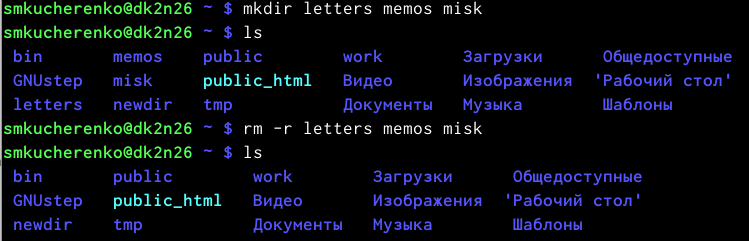 smkucherenko@dk2n26 ~ $ mkdir letters memos misk
smkucherenko@dk2n26 ~ $ ls
bin memos public work Загрузки Общедоступные
GNUstep misk public_html Видео Изображения 'Рабочий стол'
letters newdir tmp Документы Музыка Шаблоны
smkucherenko@dk2n26 ~ $ rm -r letters memos misk
smkucherenko@dk2n26 ~ $ ls
bin public work Загрузки Общедоступные
GNUstep public_html Видео Изображения 'Рабочий стол'
newdir tmp Документы Музыка Шаблоны